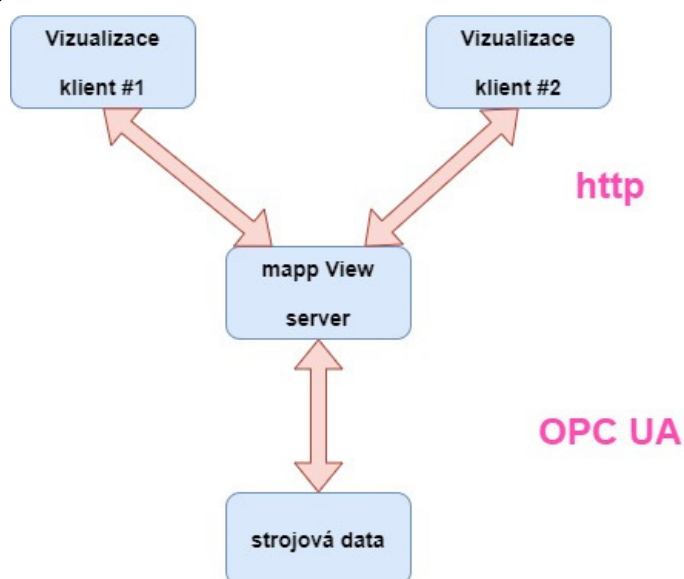 Vizualizace
klient #1
Vizualizace
klient #2
http
mapp View
server
OPC UA
strojová data